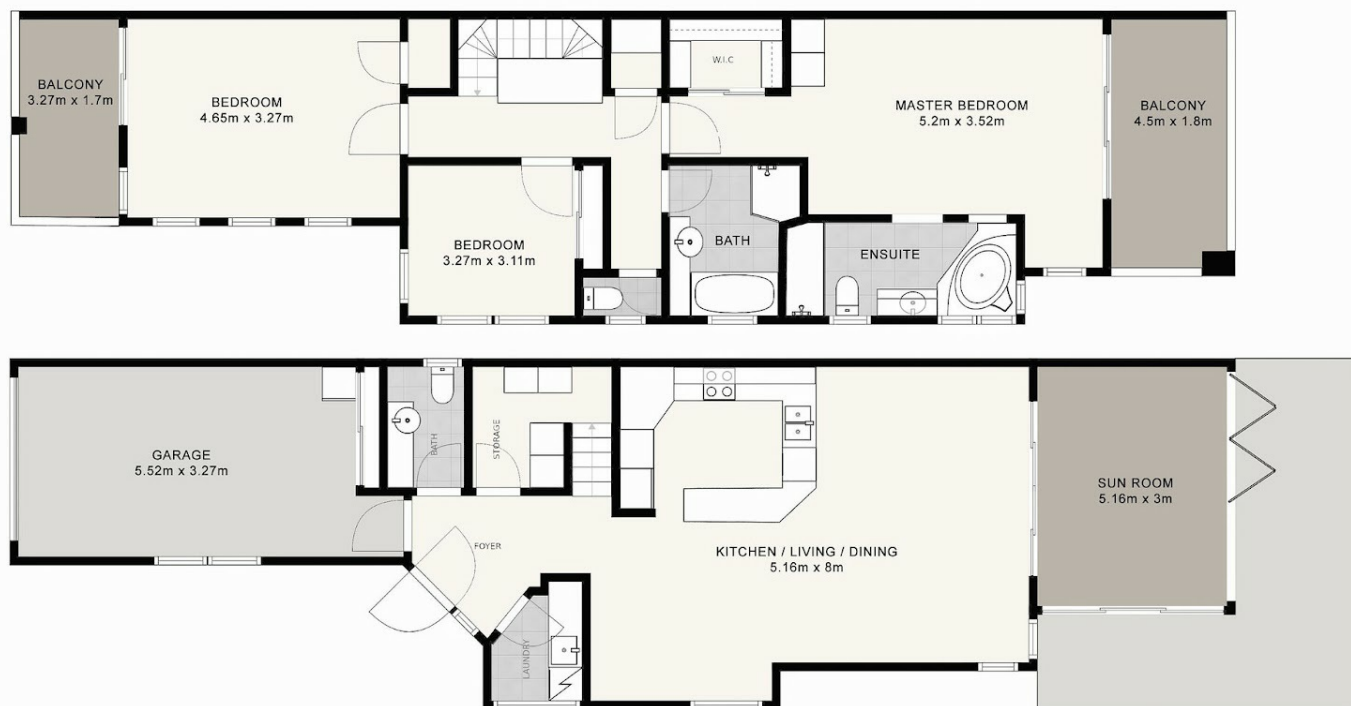 BALCONY
3.27m x 1.7m
BEDROOM
4.65m x 3.27m
W.I.C
MASTER BEDROOM
5.2m x 3.52m
BALCONY
4.5m x 1.8m
BEDROOM
3.27m x 3.11m
BATH
ENSUITE
GARAGE
5.52m x 3.27m
BATH
STORAGE
FOYER
KITCHEN / LIVING / DINING
5.16m x 8m
SUN ROOM
5.16m x 3m
LAUNDRY